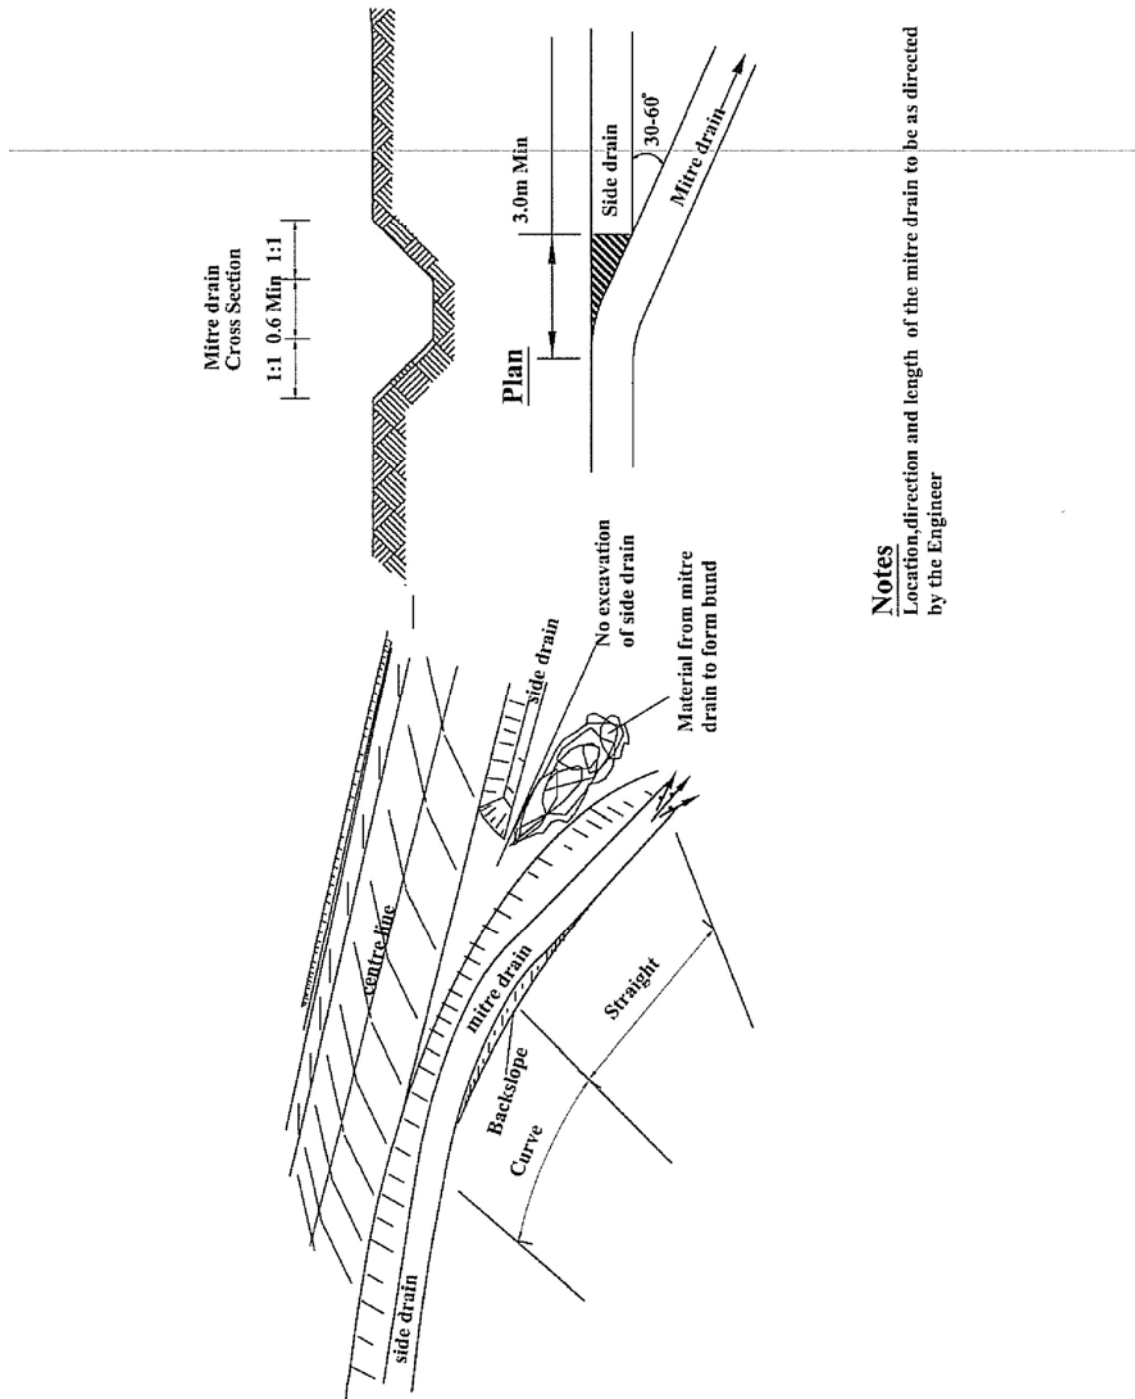 Mitre drain
Cross Section
1:1 0.6 Min 1:1
Plan
3.0m Min
Side drain
30-60°
Mitre drain
centre line
side drain
side drain
mitre drain
Backslope
Curve
Straight
No excavation
of side drain
Material from mitre
drain to form bund
Notes
Location,direction and length of the mitre drain to be as directed
by the Engineer